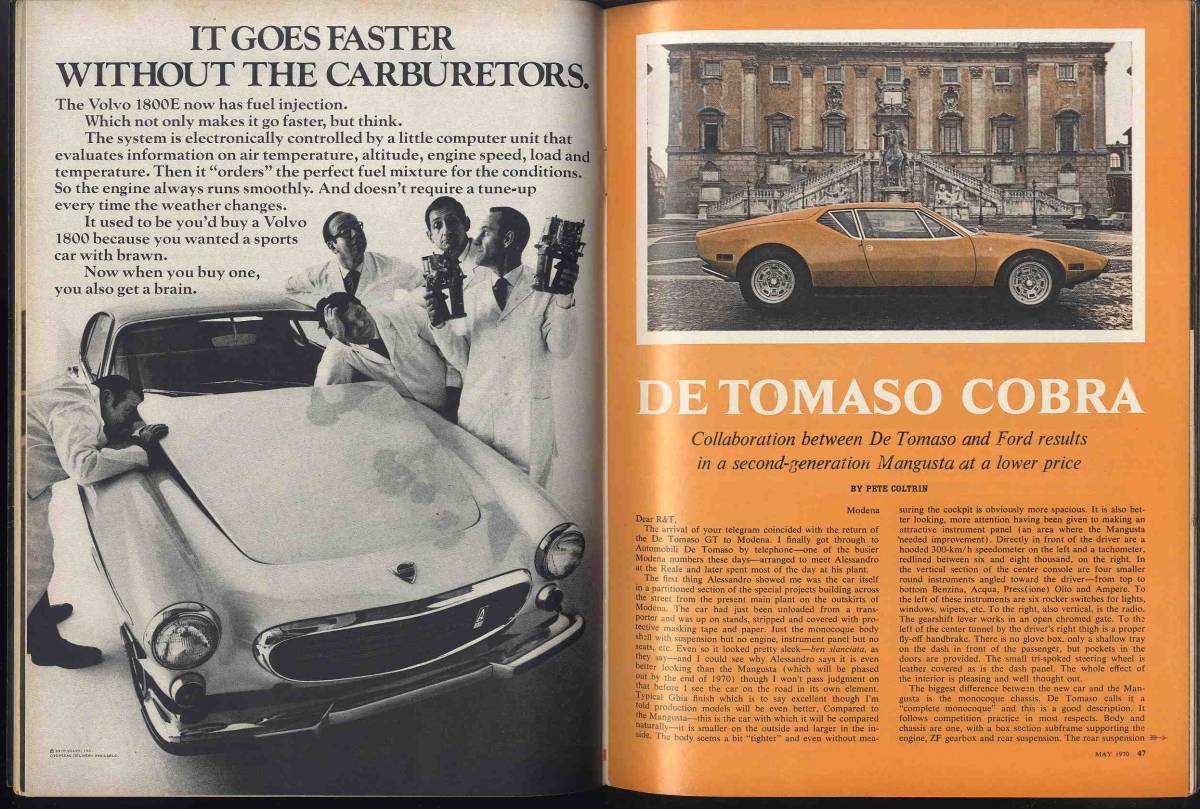 IT GOES FASTER
WITHOUT THE CARBURETORS.
The Volvo 1800E now has fuel injection.
Which not only makes it go faster, but think.
The system is electronically controlled by a little computer unit that
evaluates information on air temperature, altitude, engine speed, load and
temperature. Then it “orders” the perfect fuel mixture for the conditions.
So the engine always runs smoothly. And doesn’t require a tune-up
every time the weather changes.
It used to be you’d buy a Volvo
1800 because you wanted a sports
car with brawn.
Now when you buy one,
you also get a brain.
OVERSEAS DELIVERY AVAILABLE.
DE TOMASO COBRA
Collaboration between De Tomaso and Ford results
in a second-generation Mangusta at a lower price
BY PETE COLTRIN
Modena
Dear R&T,
The arrival of your telegram coincided with the return of
the De Tomaso GT to Modena. I finally got through to
Automobili De Tomaso by telephone—one of the busier
Modena numbers these days—arranged to meet Alessandro
at the Reale and later spent most of the day at his plant.
The first thing Alessandro showed me was the car itself
in a partitioned section of the special projects building across
the street from the present main plant on the outskirts of
Modena. The car had just been unloaded from a trans-
porter and was up on stands, stripped and covered with pro-
tective masking tape and paper. Just the monocoque body
shell with suspension but no engine, instrument panel but no
seats, etc. Even so it looked pretty sleek—ben slanciata, as
they say—and I could see why Alessandro says it is even
better looking than the Mangusta (which will be phased
out by the end of 1970) though I won’t pass judgment on
that before I see the car on the road in its own element.
Typical Ghia finish which is to say excellent though I’m
told production models will be even better. Compared to
the Mangusta—this is the car with which it will be compared
naturally—it is smaller on the outside and larger in the in-
side. The body seems a bit “tighter” and even without mea-
suring the cockpit is obviously more spacious. It is also bet-
ter looking, more attention having been given to making an
attractive instrument panel (an area where the Mangusta
needed improvement). Directly in front of the driver are a
hooded 300-km/h speedometer on the left and a tachometer,
redlined between six and eight thousand, on the right. In
the vertical section of the center console are four smaller
round instruments angled toward the driver—from top to
bottom Benzina, Acqua, Press(ione) Olio and Ampere. To
the left of these instruments are six rocker switches for lights,
windows, wipers, etc. To the right, also vertical, is the radio.
The gearshift lever works in an open chromed gate. To the
left of the center tunnel by the driver’s right thigh is a proper
fly-off handbrake. There is no glove box, only a shallow tray
on the dash in front of the passenger, but pockets in the
doors are provided. The small tri-spoked steering wheel is
leather covered as is the dash panel. The whole effect of
the interior is pleasing and well thought out.
The biggest difference between the new car and the Man-
gusta is the monocoque chassis. De Tomaso calls it a
“complete monocoque” and this is a good description. It
follows competition practice in most respects. Body and
chassis are one, with a box section subframe supporting the
engine, ZF gearbox and rear suspension. The rear suspension
MAY 1970 47